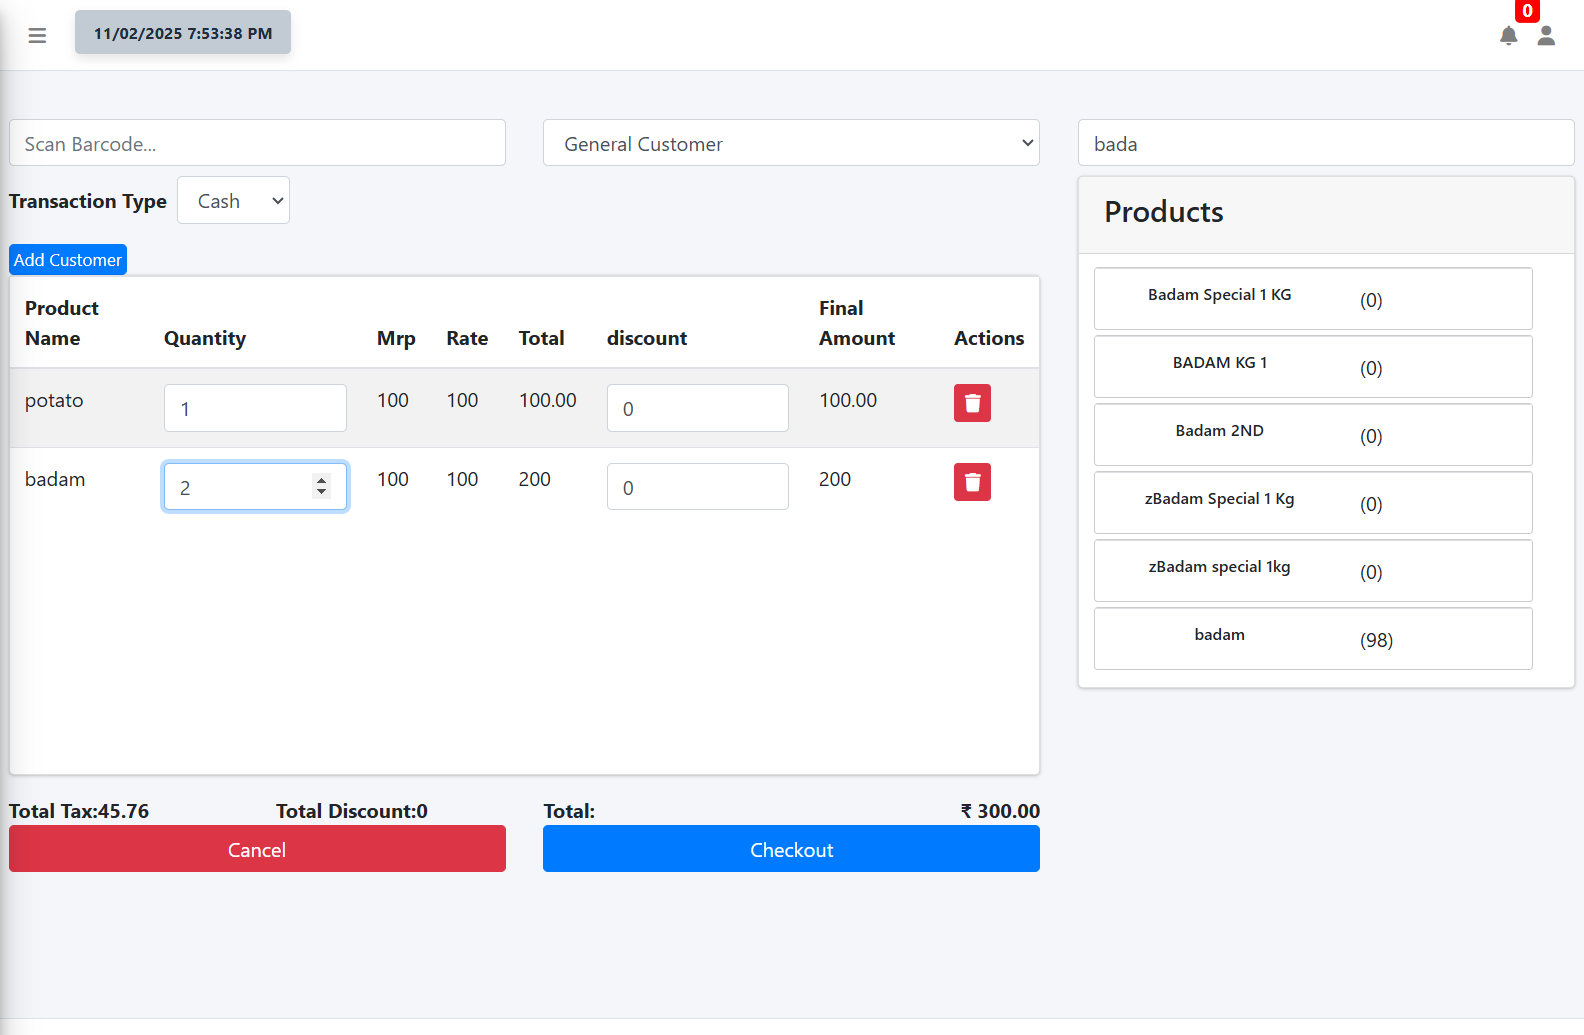 11/02/2025 7:53:38 PM
0
Scan Barcode...
General Customer
bada
Transaction Type
Cash
Products
Add Customer
Product Name Quantity Mrp Rate Total discount Final Amount Actions
potato 1 100 100 100.00 0 100.00
badam 2 100 100 200 0 200
Badam Special 1 KG (0)
BADAM KG 1 (0)
Badam 2ND (0)
zBadam Special 1 Kg (0)
zBadam special 1kg (0)
badam (98)
Total Tax:45.76
Total Discount:0
Total: ₹ 300.00
Cancel
Checkout